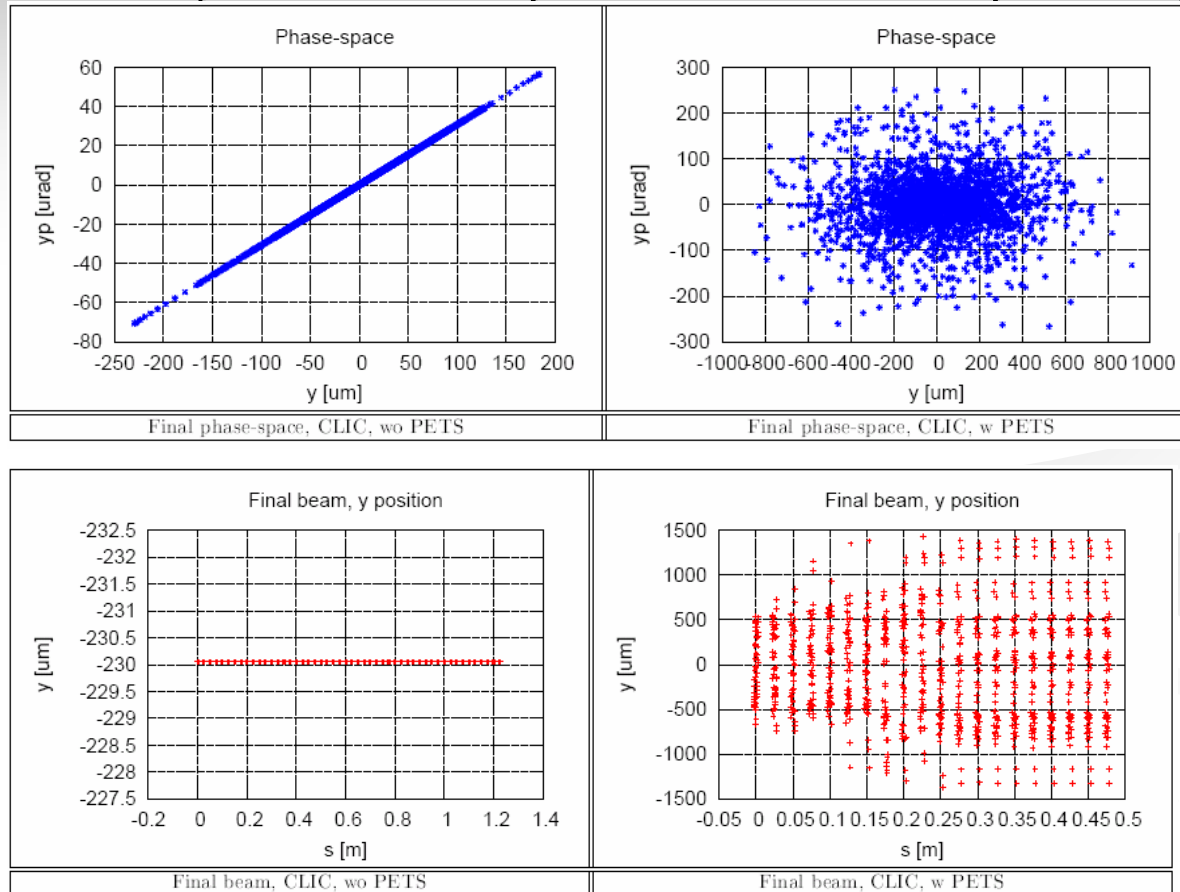 Phase-space
60
40
20
0
-20
-40
-60
-80
yp [urad]
-250 -200 -150 -100 -50 0 50 100 150 200
y [um]
Final phase-space, CLIC, wo PETS
Phase-space
300
200
100
0
-100
-200
-300
yp [urad]
-1000 -800 -600 -400 -200 0 200 400 600 800 1000
y [um]
Final phase-space, CLIC, w PETS
Final beam, y position
-232.5
-232
-231.5
-231
-230.5
-230
-229.5
-229
-228.5
-228
-227.5
y [um]
-0.2 0 0.2 0.4 0.6 0.8 1 1.2 1.4
s [m]
Final beam, CLIC, wo PETS
Final beam, y position
1500
1000
500
0
-500
-1000
-1500
y [um]
-0.05 0 0.05 0.1 0.15 0.2 0.25 0.3 0.35 0.4 0.45 0.5
s [m]
Final beam, CLIC, w PETS